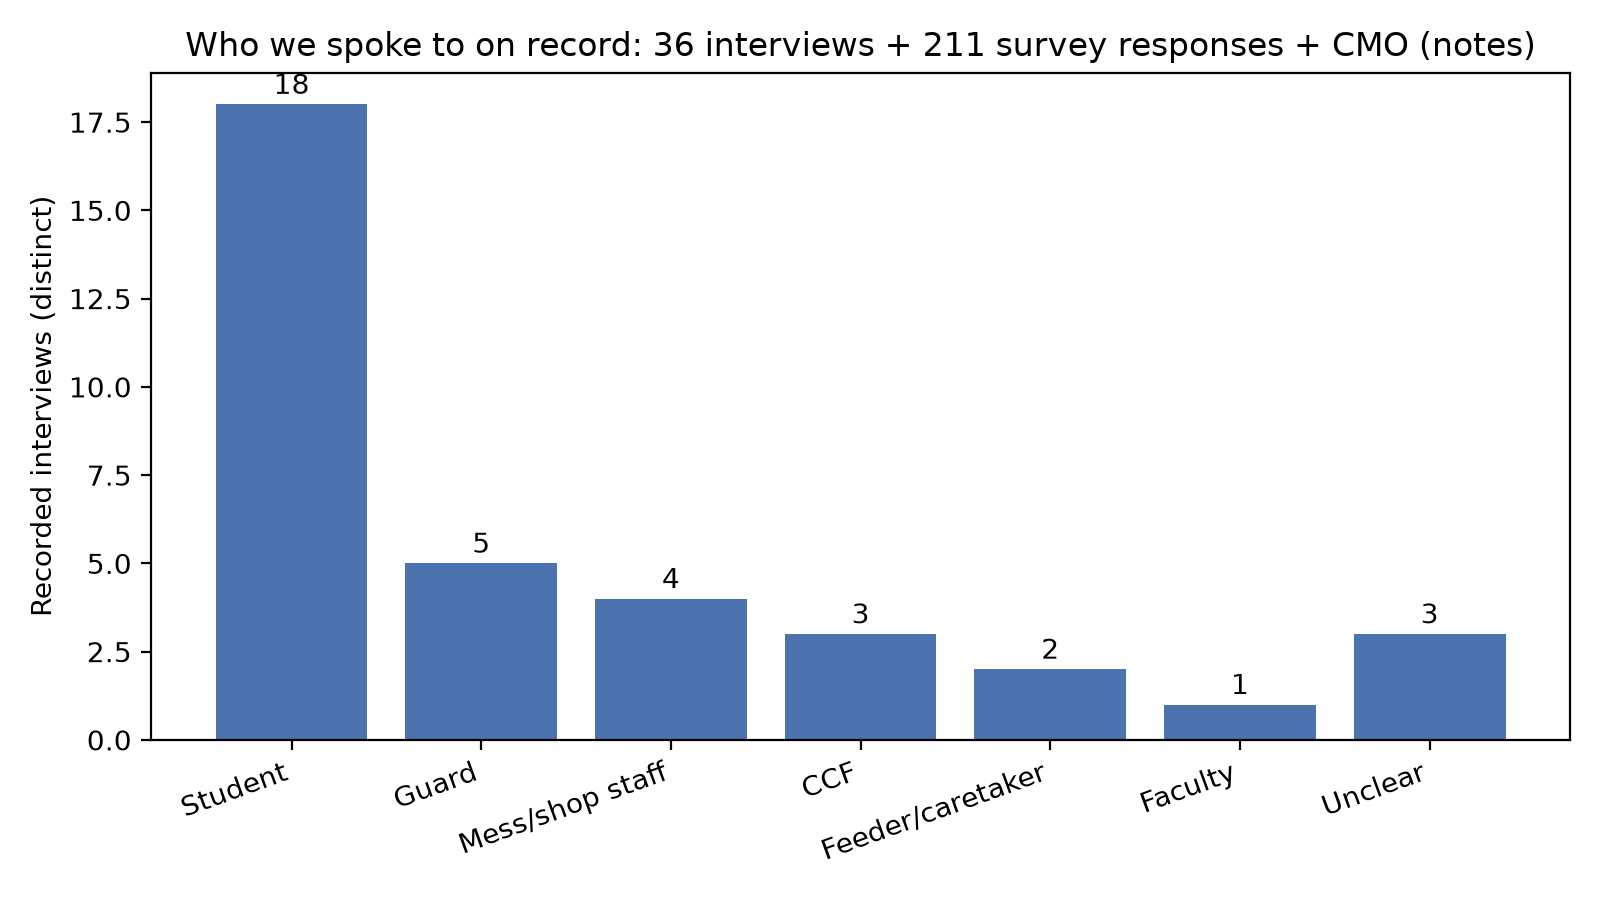 Who we spoke to on record: 36 interviews + 211 survey responses + CMO (notes)
Recorded interviews (distinct)
17.5
15.0
12.5
10.0
7.5
5.0
2.5
0.0
18
5
4
3
2
1
3
Student
Guard
Mess/shop staff
CCF
Feeder/caretaker
Faculty
Unclear